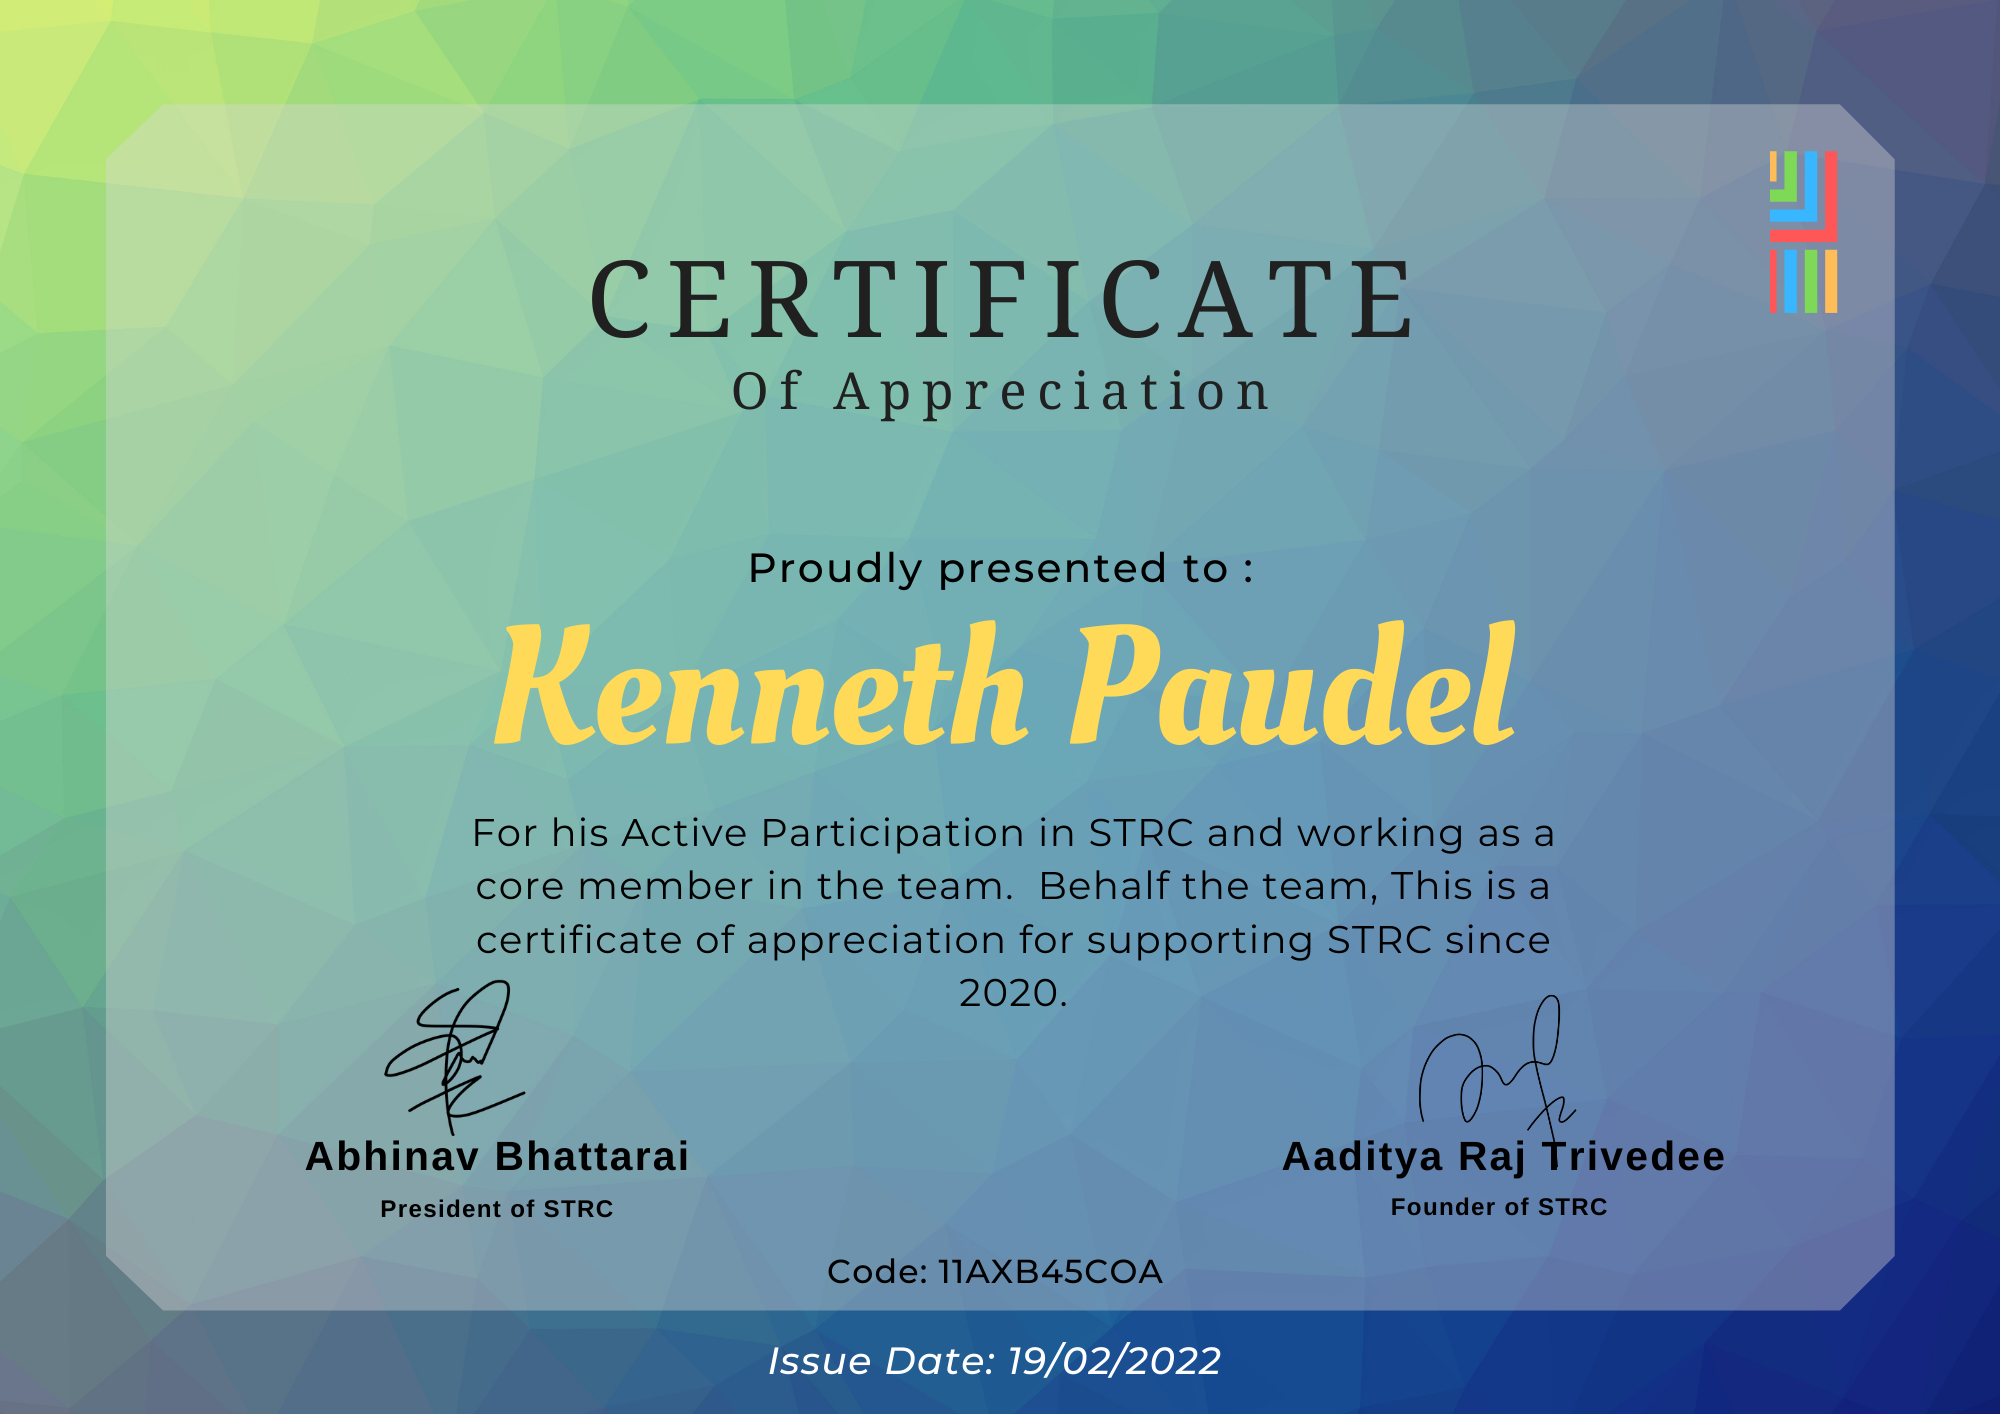 CERTIFICATE
Of Appreciation
Proudly presented to :
Kenneth Paudel
For his Active Participation in STRC and working as a
core member in the team.  Behalf the team, This is a
certificate of appreciation for supporting STRC since
2020.
Abhinav Bhattarai
President of STRC
Aaditya Raj Trivedee
Founder of STRC
Code: 11AXB45COA
Issue Date: 19/02/2022